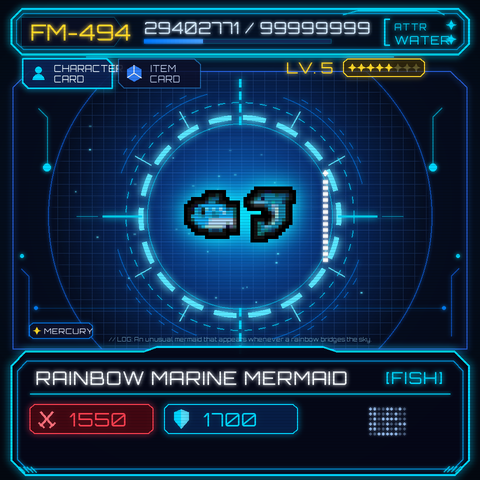 FM-494
29402771 / 99999999
ATTR
WATER
CHARACTER
CARD
ITEM
CARD
LV. 5
MERCURY
// LOG: An unusual mermaid that appears whenever a rainbow bridges the sky.
RAINBOW MARINE MERMAID
[FISH]
1550
1700